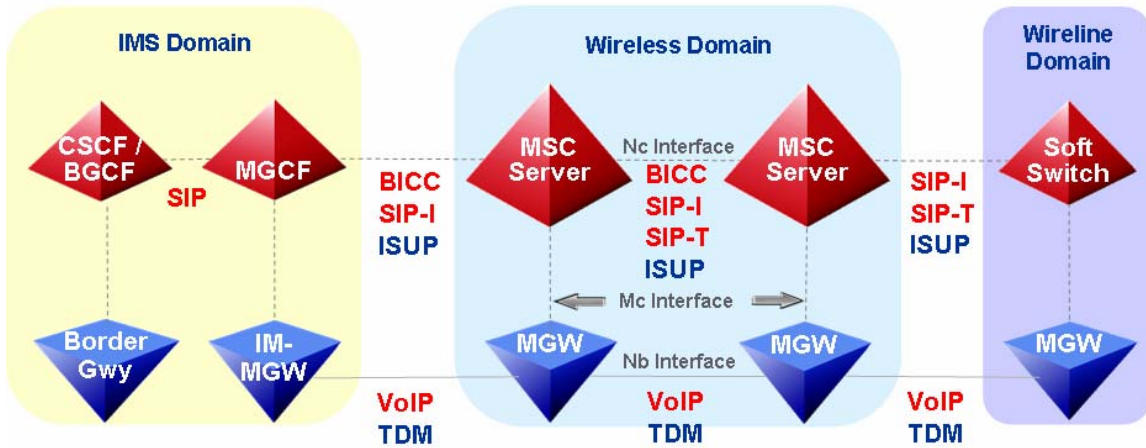 IMS Domain
Wireless Domain
Wireline
Domain
CSCF /
BGCF
MGCF
MSC
Server
Nc Interface
MSC
Server
Soft
Switch
SIP
BICC
SIP-I
ISUP
BICC
SIP-I
SIP-T
ISUP
SIP-I
SIP-T
ISUP
Mc Interface
Border
Gwy
IM-
MGW
MGW
Nb Interface
MGW
MGW
VoIP
TDM
VoIP
TDM
VoIP
TDM